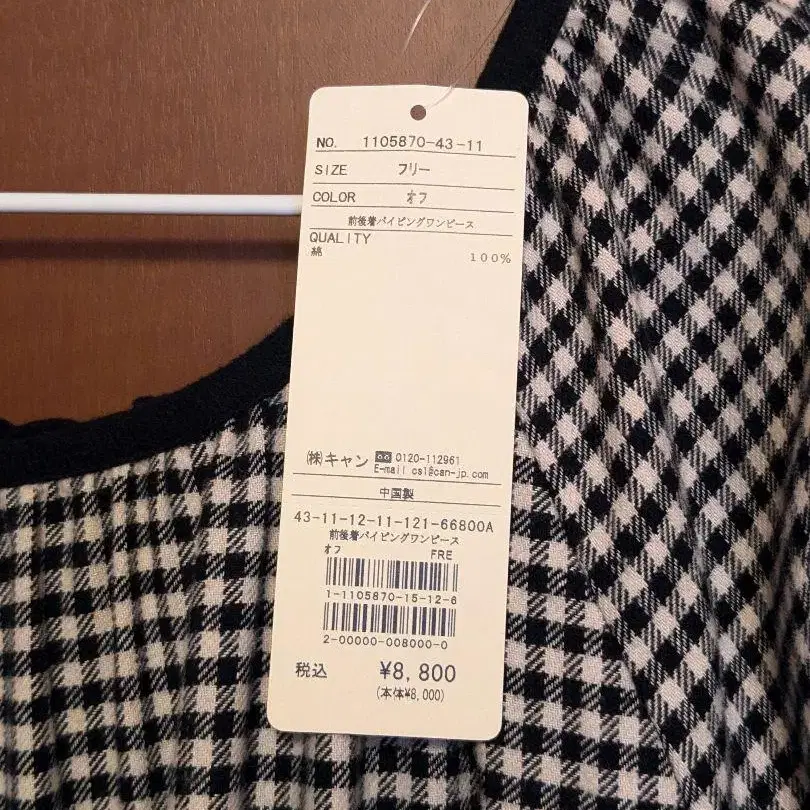 NO. 1105870-43-11
SIZE フリー
COLOR オフ
前後着パイピングワンピース
QUALITY
綿 100%
㈱キャン 0120-112961
E-mail cs1@can-jp.com
中国製
43-11-12-11-121-66800A
前後着パイピングワンピース
オフ FRE
1-1105870-15-12-6
2-00000-008000-0
税込 ¥8,800
(本体¥8,000)